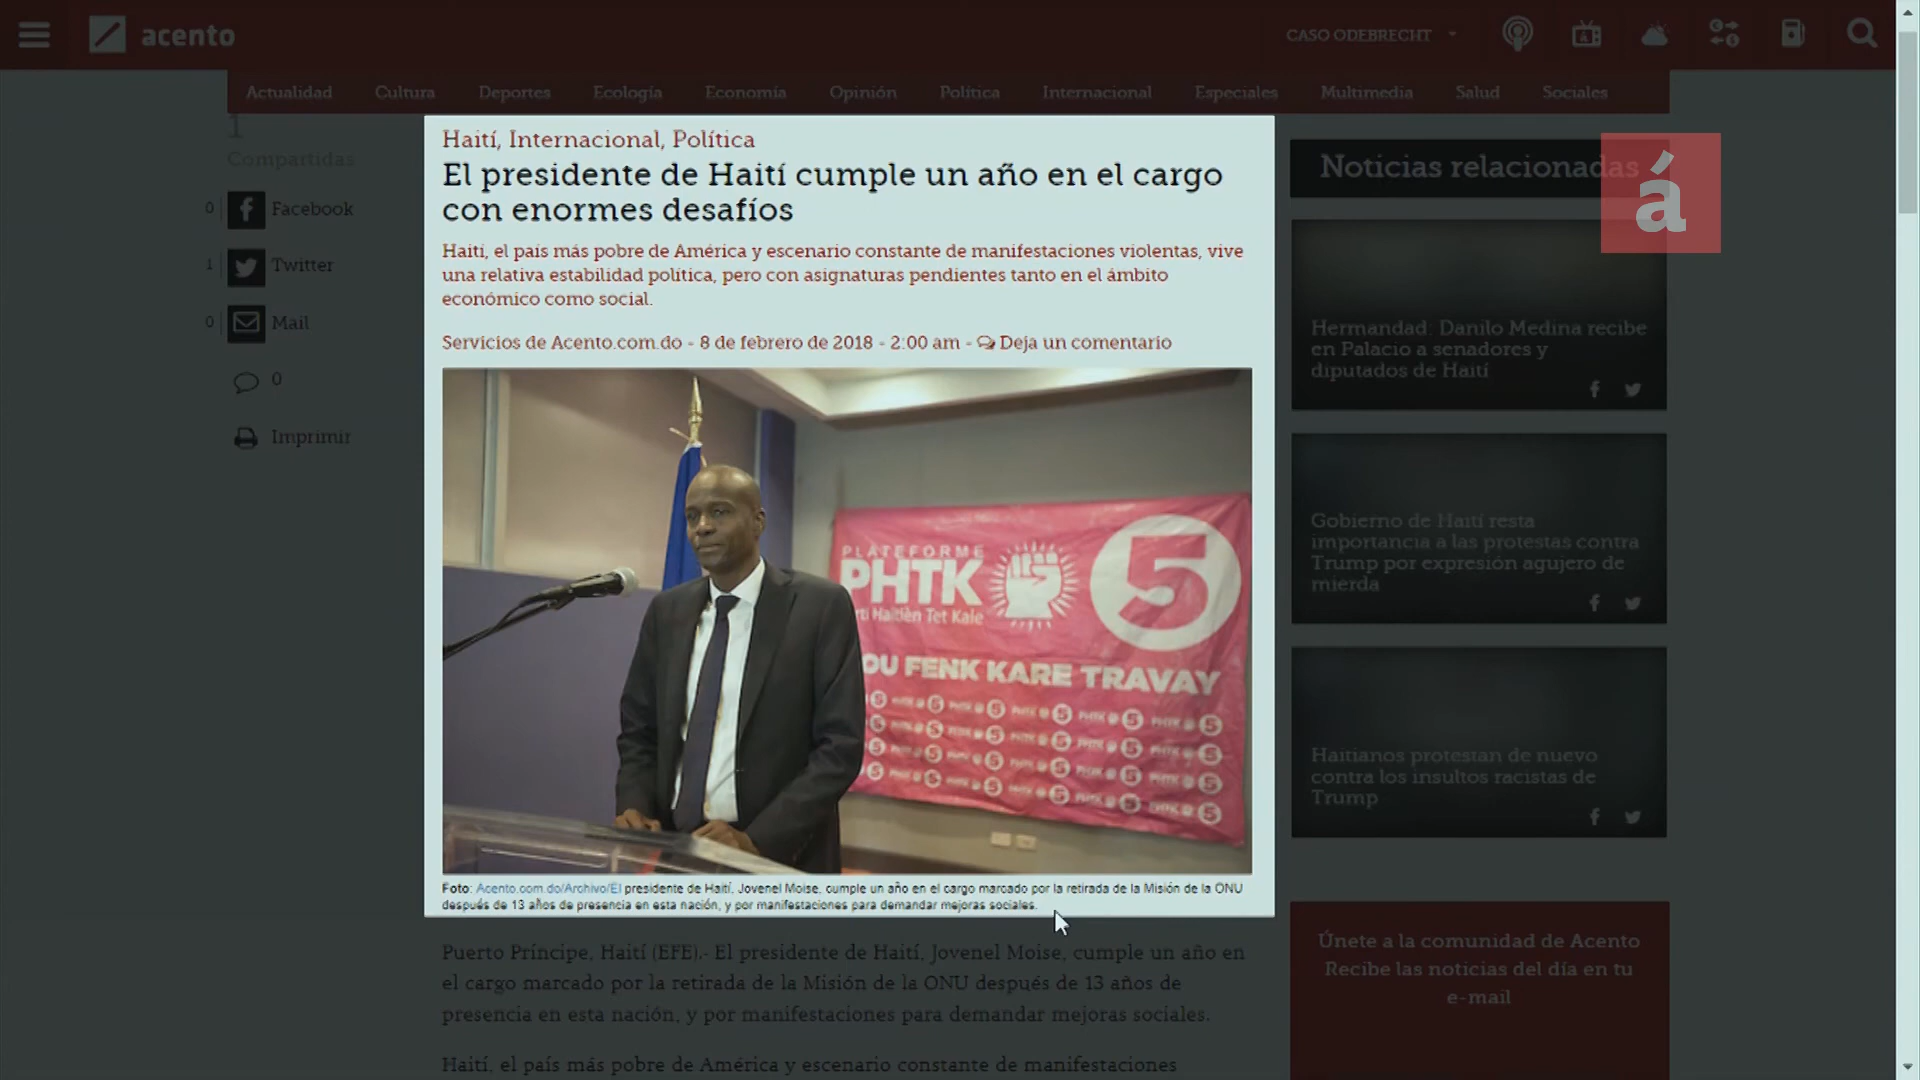 acento
CASO ODEBRECHT
Actualidad Cultura Deportes Ecología Economía Opinión Política Internacional Especiales Multimedia Salud Sociales
1
Compartidas
0 Facebook
1 Twitter
0 Mail
0
Imprimir
Haití, Internacional, Política
El presidente de Haití cumple un año en el cargo
con enormes desafíos
Haití, el país más pobre de América y escenario constante de manifestaciones violentas, vive
una relativa estabilidad política, pero con asignaturas pendientes tanto en el ámbito
económico como social.
Servicios de Acento.com.do - 8 de febrero de 2018 - 2:00 am - Deja un comentario
PLATEFORME
PHTK
rti Haïtièn Tet Kale
5
OU FENK KARE TRAVAY
Foto: Acento.com.do/Archivo/El presidente de Haití, Jovenel Moise, cumple un año en el cargo marcado por la retirada de la Misión de la ONU
después de 13 años de presencia en esta nación, y por manifestaciones para demandar mejoras sociales.
Puerto Príncipe, Haití (EFE).- El presidente de Haití, Jovenel Moise, cumple un año en
el cargo marcado por la retirada de la Misión de la ONU después de 13 años de
presencia en esta nación, y por manifestaciones para demandar mejoras sociales.
Haití, el país más pobre de América y escenario constante de manifestaciones
Noticias relacionadas
á
Hermandad: Danilo Medina recibe
en Palacio a senadores y
diputados de Haití
Gobierno de Haití resta
importancia a las protestas contra
Trump por expresión agujero de
mierda
Haitianos protestan de nuevo
contra los insultos racistas de
Trump
Únete a la comunidad de Acento
Recibe las noticias del día en tu
e-mail